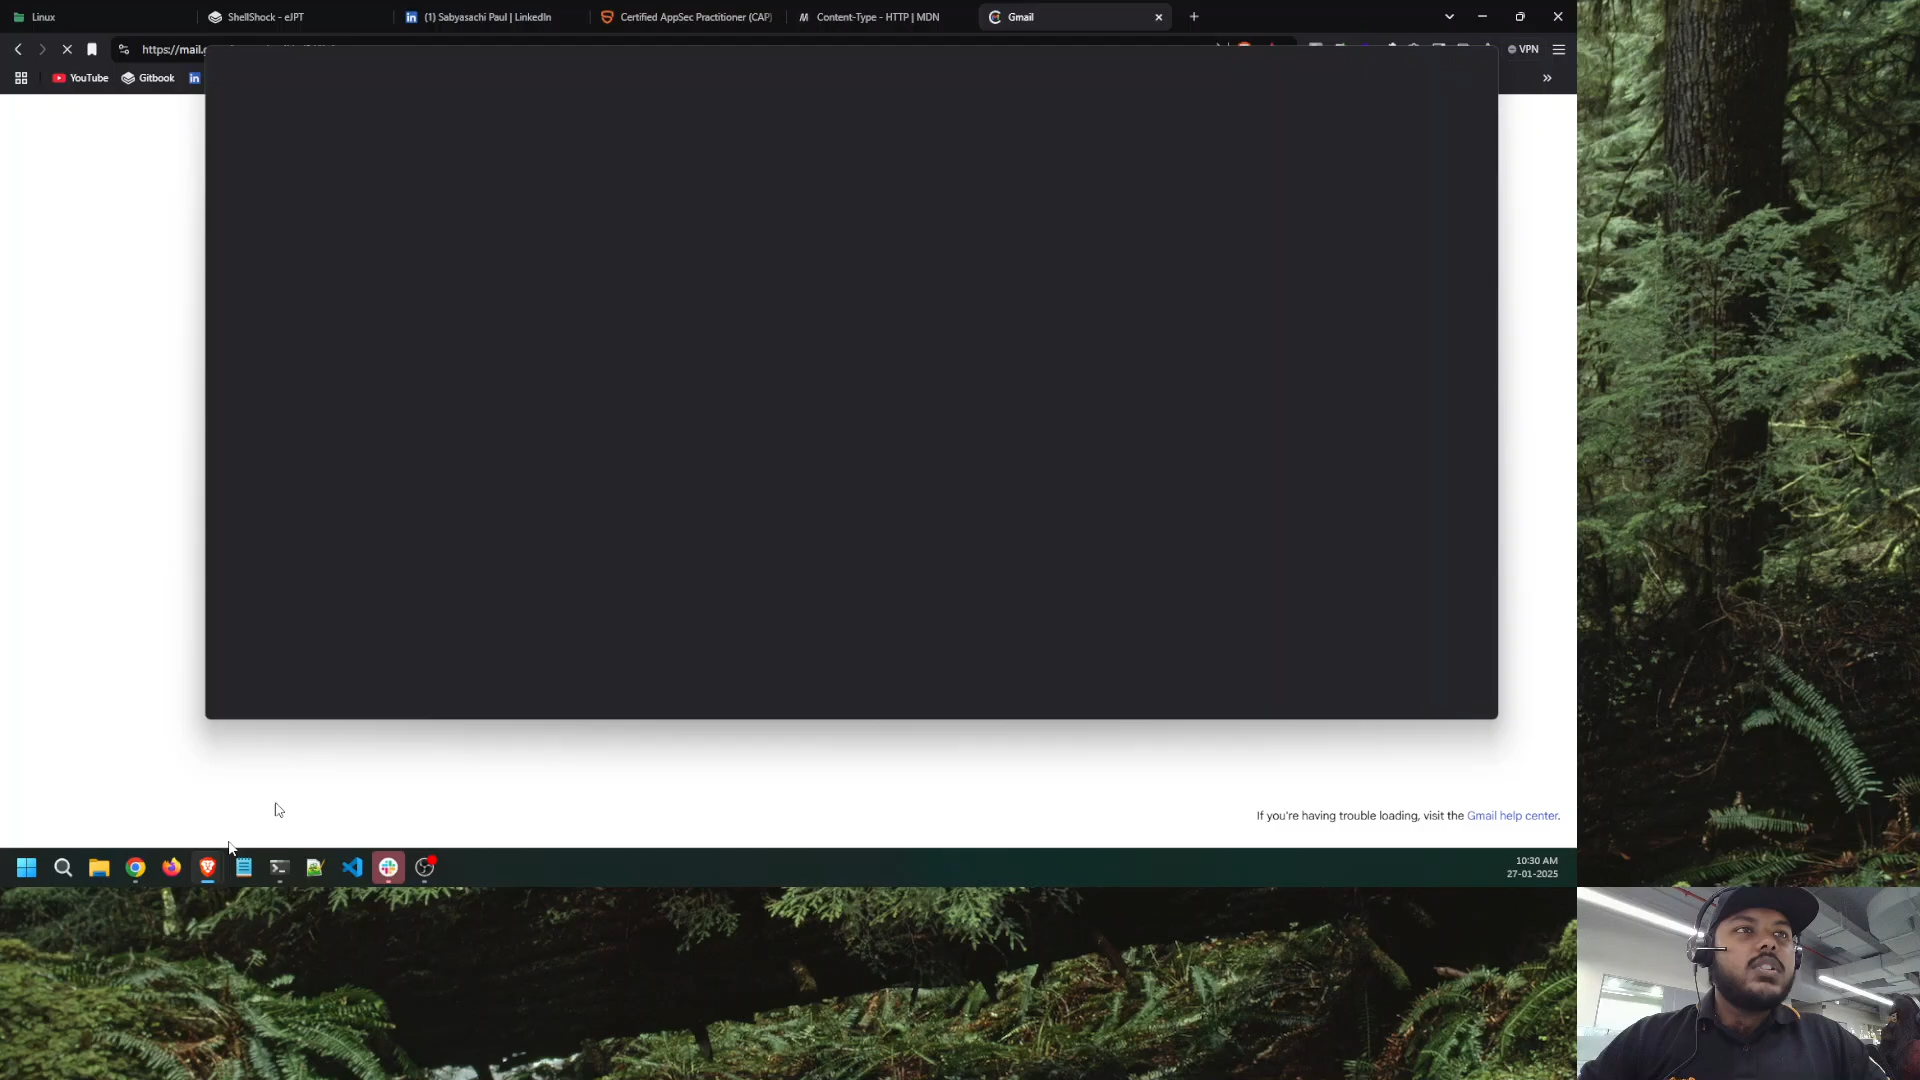 Linux
ShellShock - eJPT
(1) Sabyasachi Paul | LinkedIn
Certified AppSec Practitioner (CAP)
Content-Type - HTTP | MDN
Gmail
https://mail.g
VPN
YouTube
Gitbook
If you're having trouble loading, visit the Gmail help center.
10:30 AM
27-01-2025